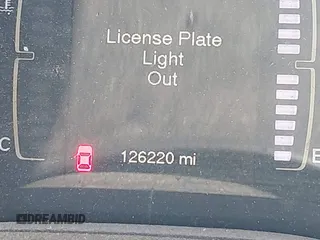 License Plate
Light
Out
C
126220 mi
E
DREAMBID